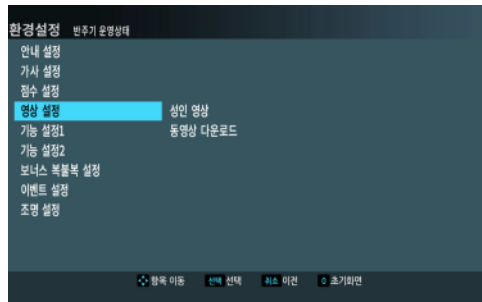 환경설정 반주기 운영상태
안내 설정
가사 설정
점수 설정
영상 설정 성인 영상
기능 설정1 동영상 다운로드
기능 설정2
보너스 복불복 설정
이벤트 설정
조명 설정
항목 이동 선택 선택 취소 이전 0 초기화면